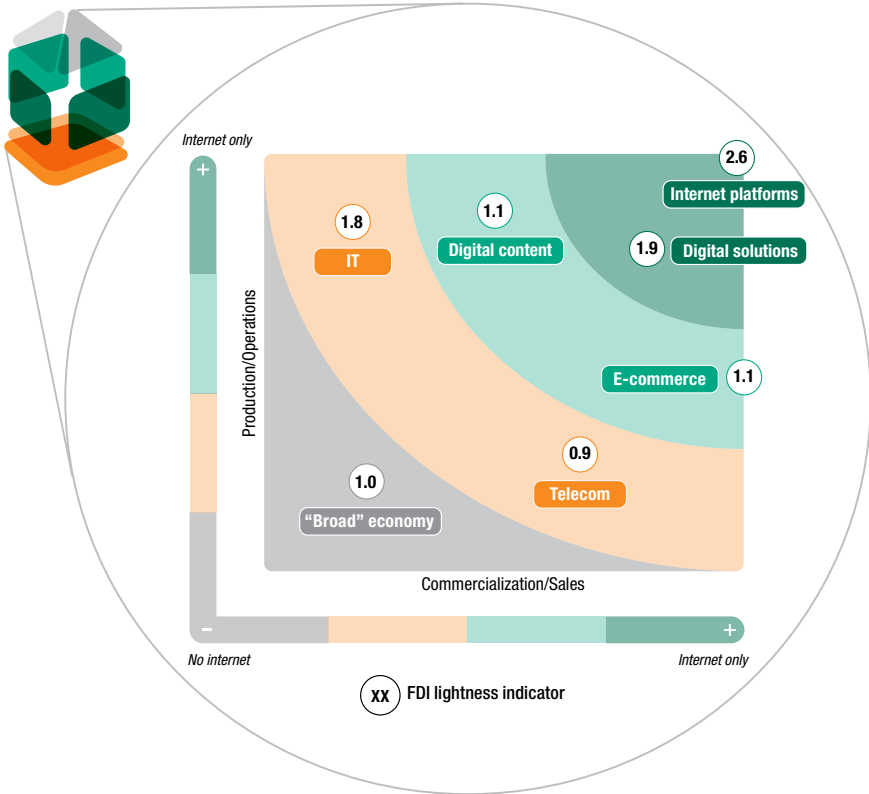 Internet only
+
2.6
Internet platforms
1.8
IT
1.1
Digital content
1.9
Digital solutions
Production/Operations
E-commerce
1.1
0.9
Telecom
1.0
“Broad” economy
Commercialization/Sales
–
+
No internet
Internet only
XX FDI lightness indicator